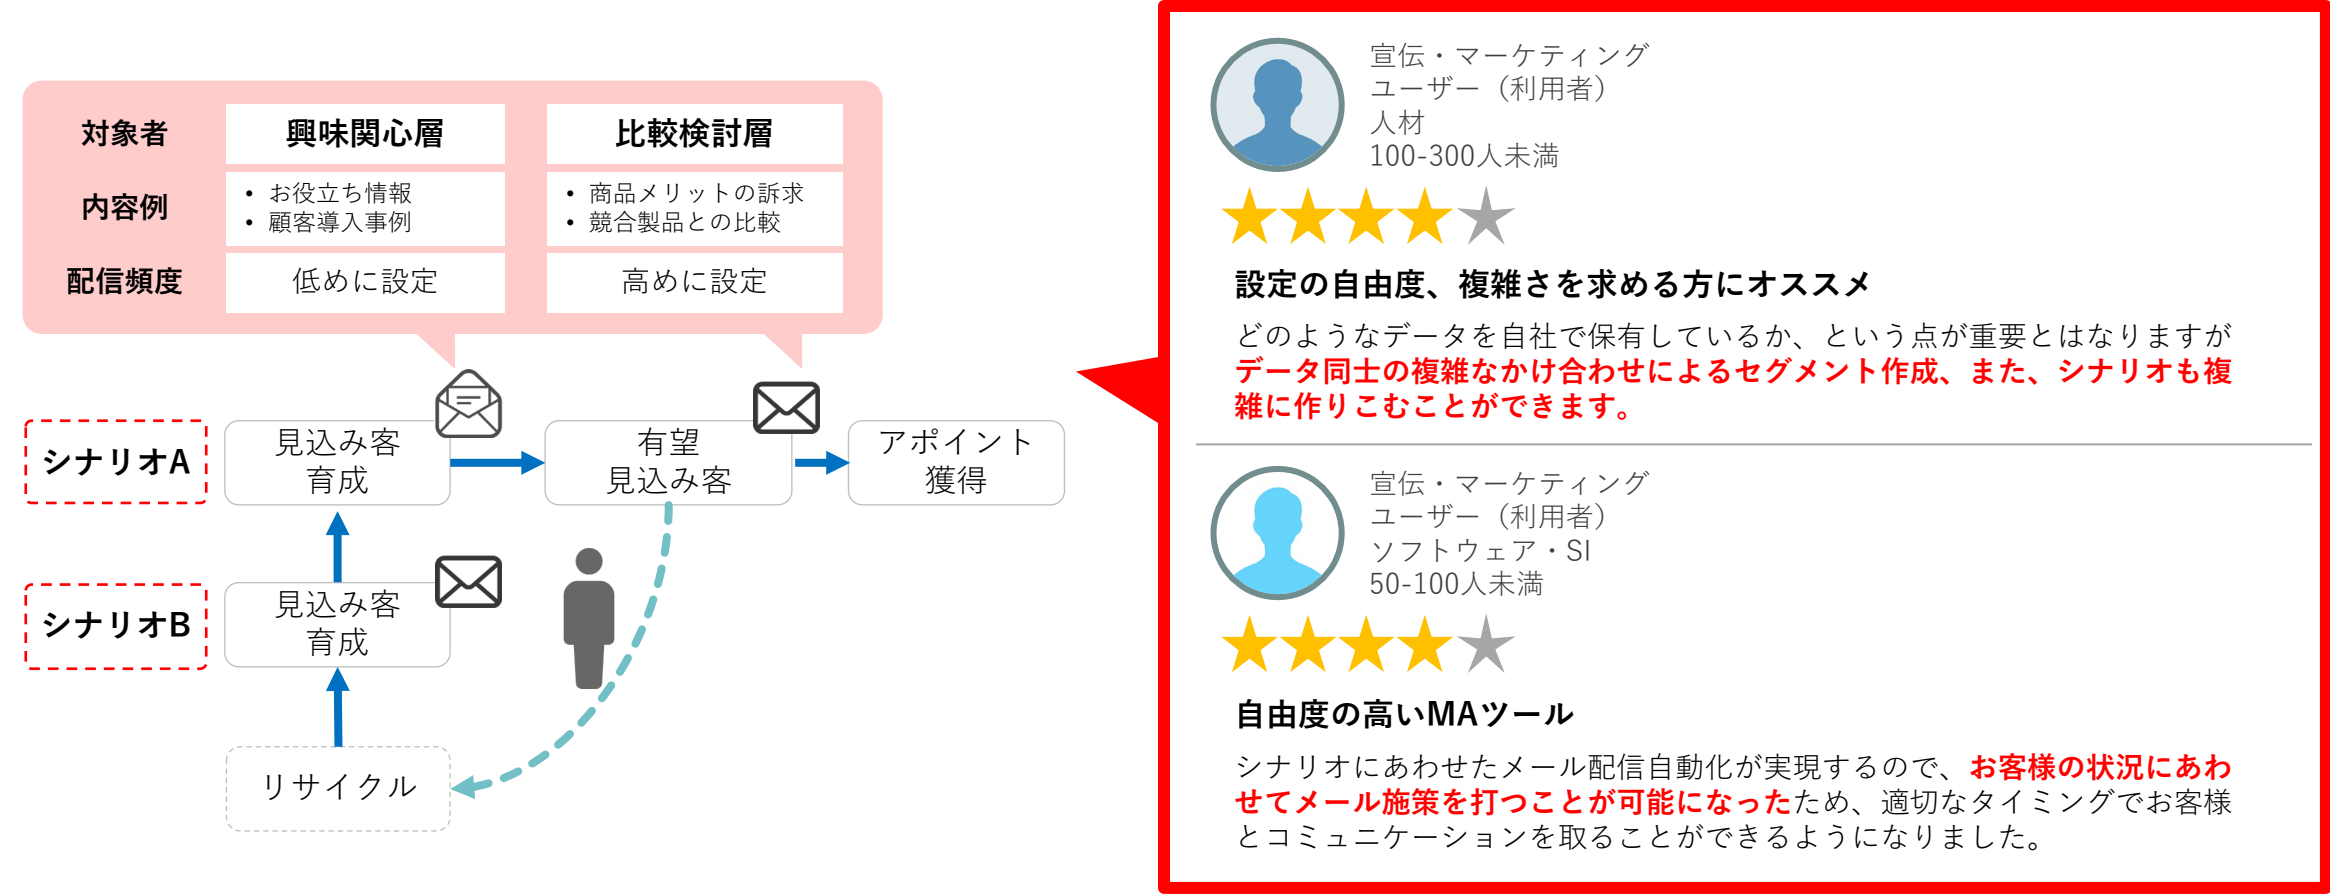 対象者
興味関心層
比較検討層
内容例
• お役立ち情報
• 顧客導入事例
• 商品メリットの訴求
• 競合製品との比較
配信頻度
低めに設定
高めに設定
シナリオA
見込み客
育成
有望
見込み客
アポイント
獲得
シナリオB
見込み客
育成
リサイクル
宣伝・マーケティング
ユーザー（利用者）
人材
100-300人未満
設定の自由度、複雑さを求める方にオススメ
どのようなデータを自社で保有しているか、という点が重要とはなりますが
データ同士の複雑なかけ合わせによるセグメント作成、また、シナリオも複
雑に作りこむことができます。
宣伝・マーケティング
ユーザー（利用者）
ソフトウェア・SI
50-100人未満
自由度の高いMAツール
シナリオにあわせたメール配信自動化が実現するので、お客様の状況にあわ
せてメール施策を打つことが可能になったため、適切なタイミングでお客様
とコミュニケーションを取ることができるようになりました。